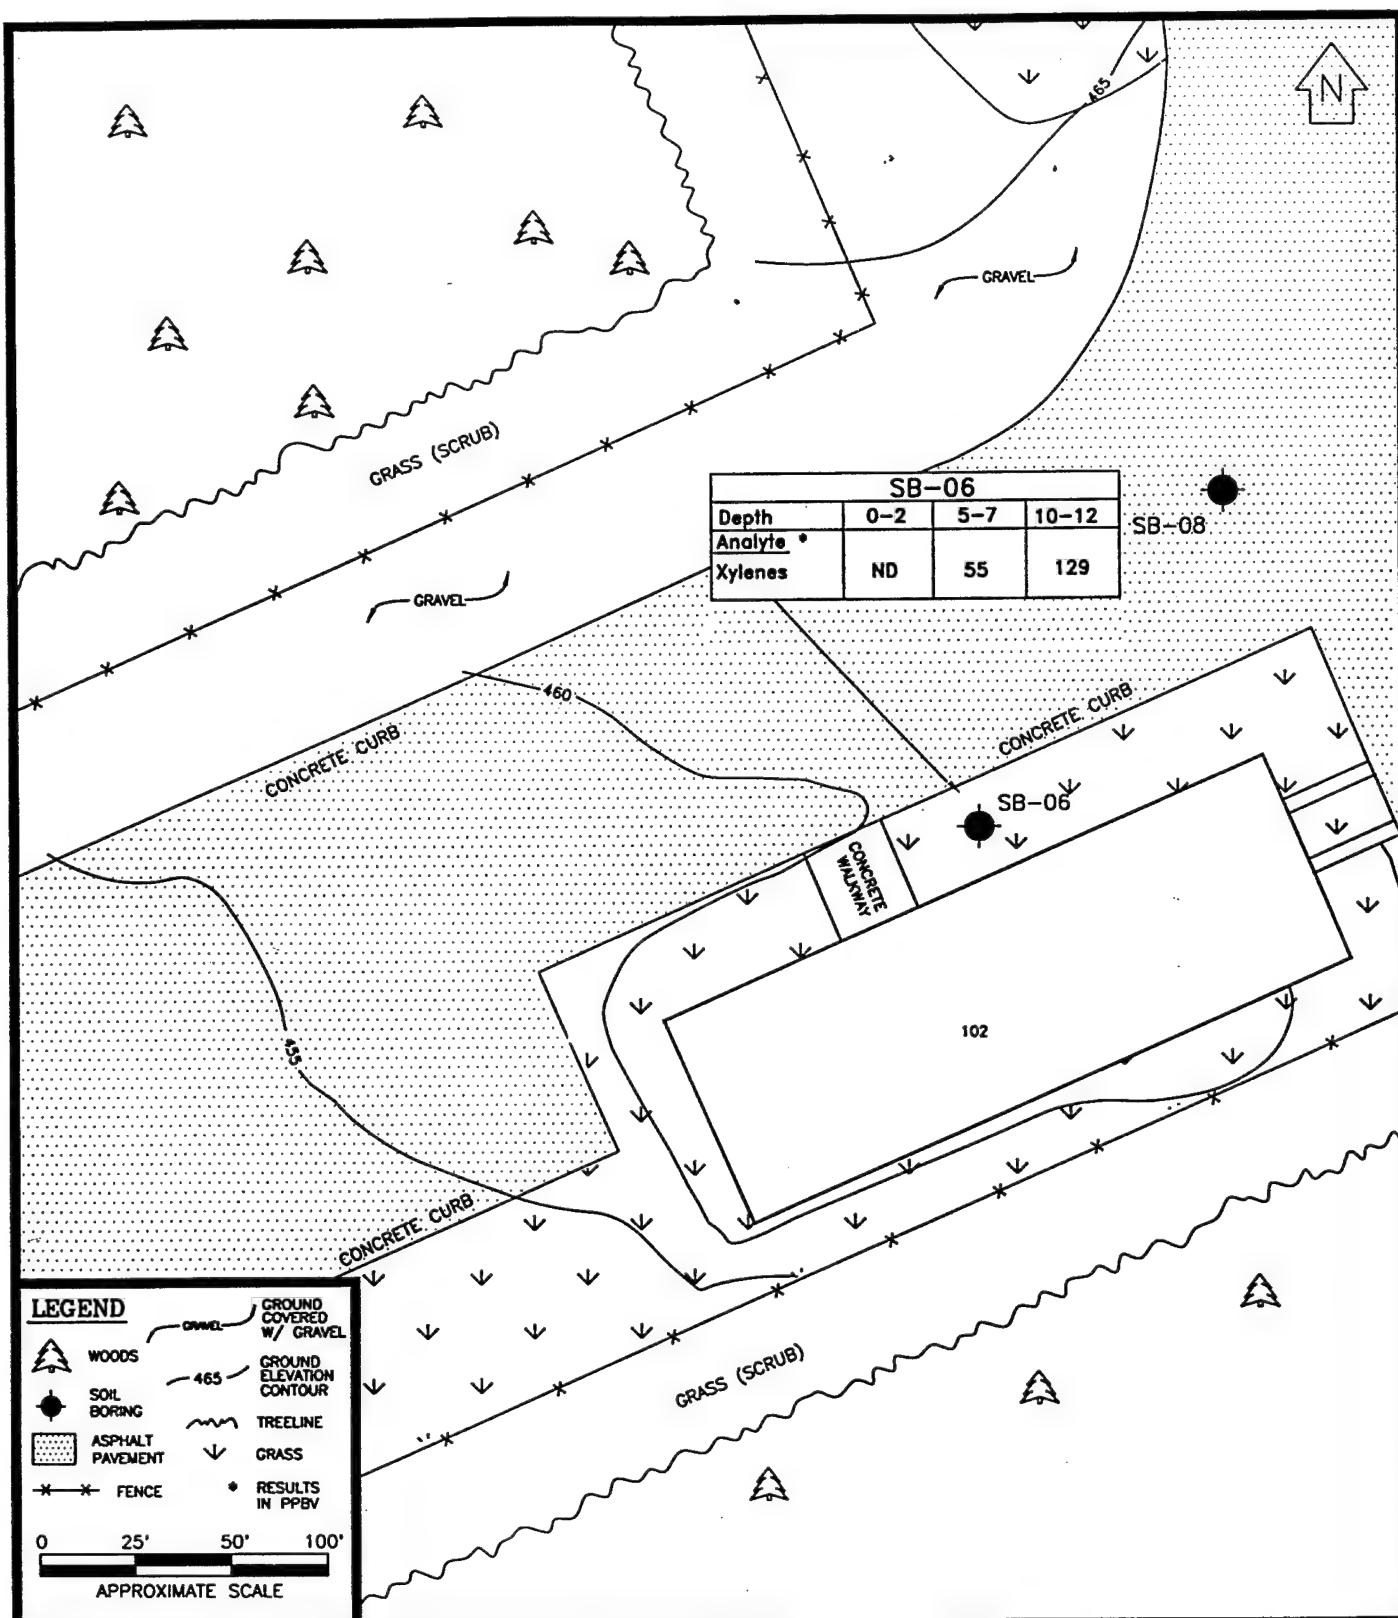 N
465
GRAVEL
GRASS (SCRUB)
SB-06
Depth 0-2 5-7 10-12
Analyte *
Xylenes ND 55 129
SB-08
GRAVEL
460
CONCRETE CURB
CONCRETE CURB
SB-06
CONCRETE
WALKWAY
102
455
CONCRETE CURB
GRASS (SCRUB)
LEGEND
WOODS
SOIL
BORING
ASPHALT
PAVEMENT
FENCE
GRAVEL
GROUND
COVERED
W/ GRAVEL
465
GROUND
ELEVATION
CONTOUR
TREELINE
GRASS
* RESULTS
IN PPBV
0 25' 50' 100'
APPROXIMATE SCALE